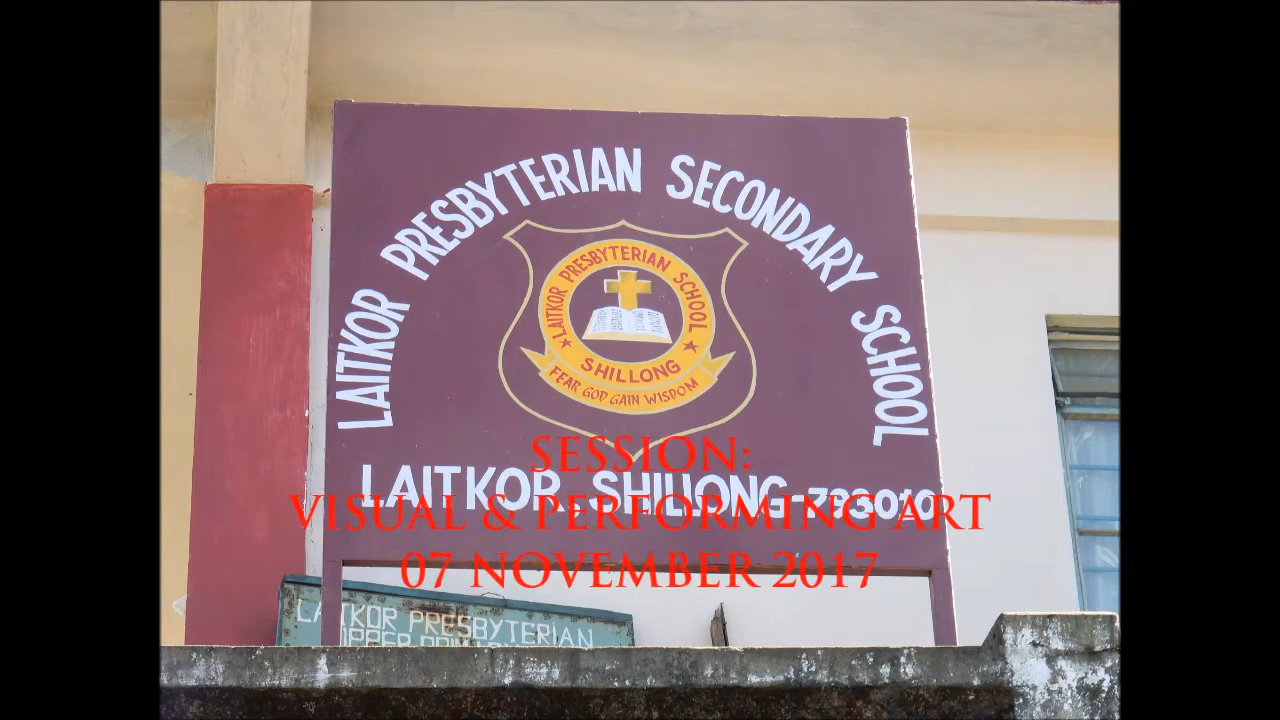 LAITKOR PRESBYTERIAN SECONDARY SCHOOL
LAITKOR PRESBYTERIAN SCHOOL
SHILLONG
FEAR GOD GAIN WISDOM
SESSION:
LAITKOR, SHILLONG-793010
VISUAL & PERFORMING ART
07 NOVEMBER 2017
LAITKOR PRESBYTERIAN